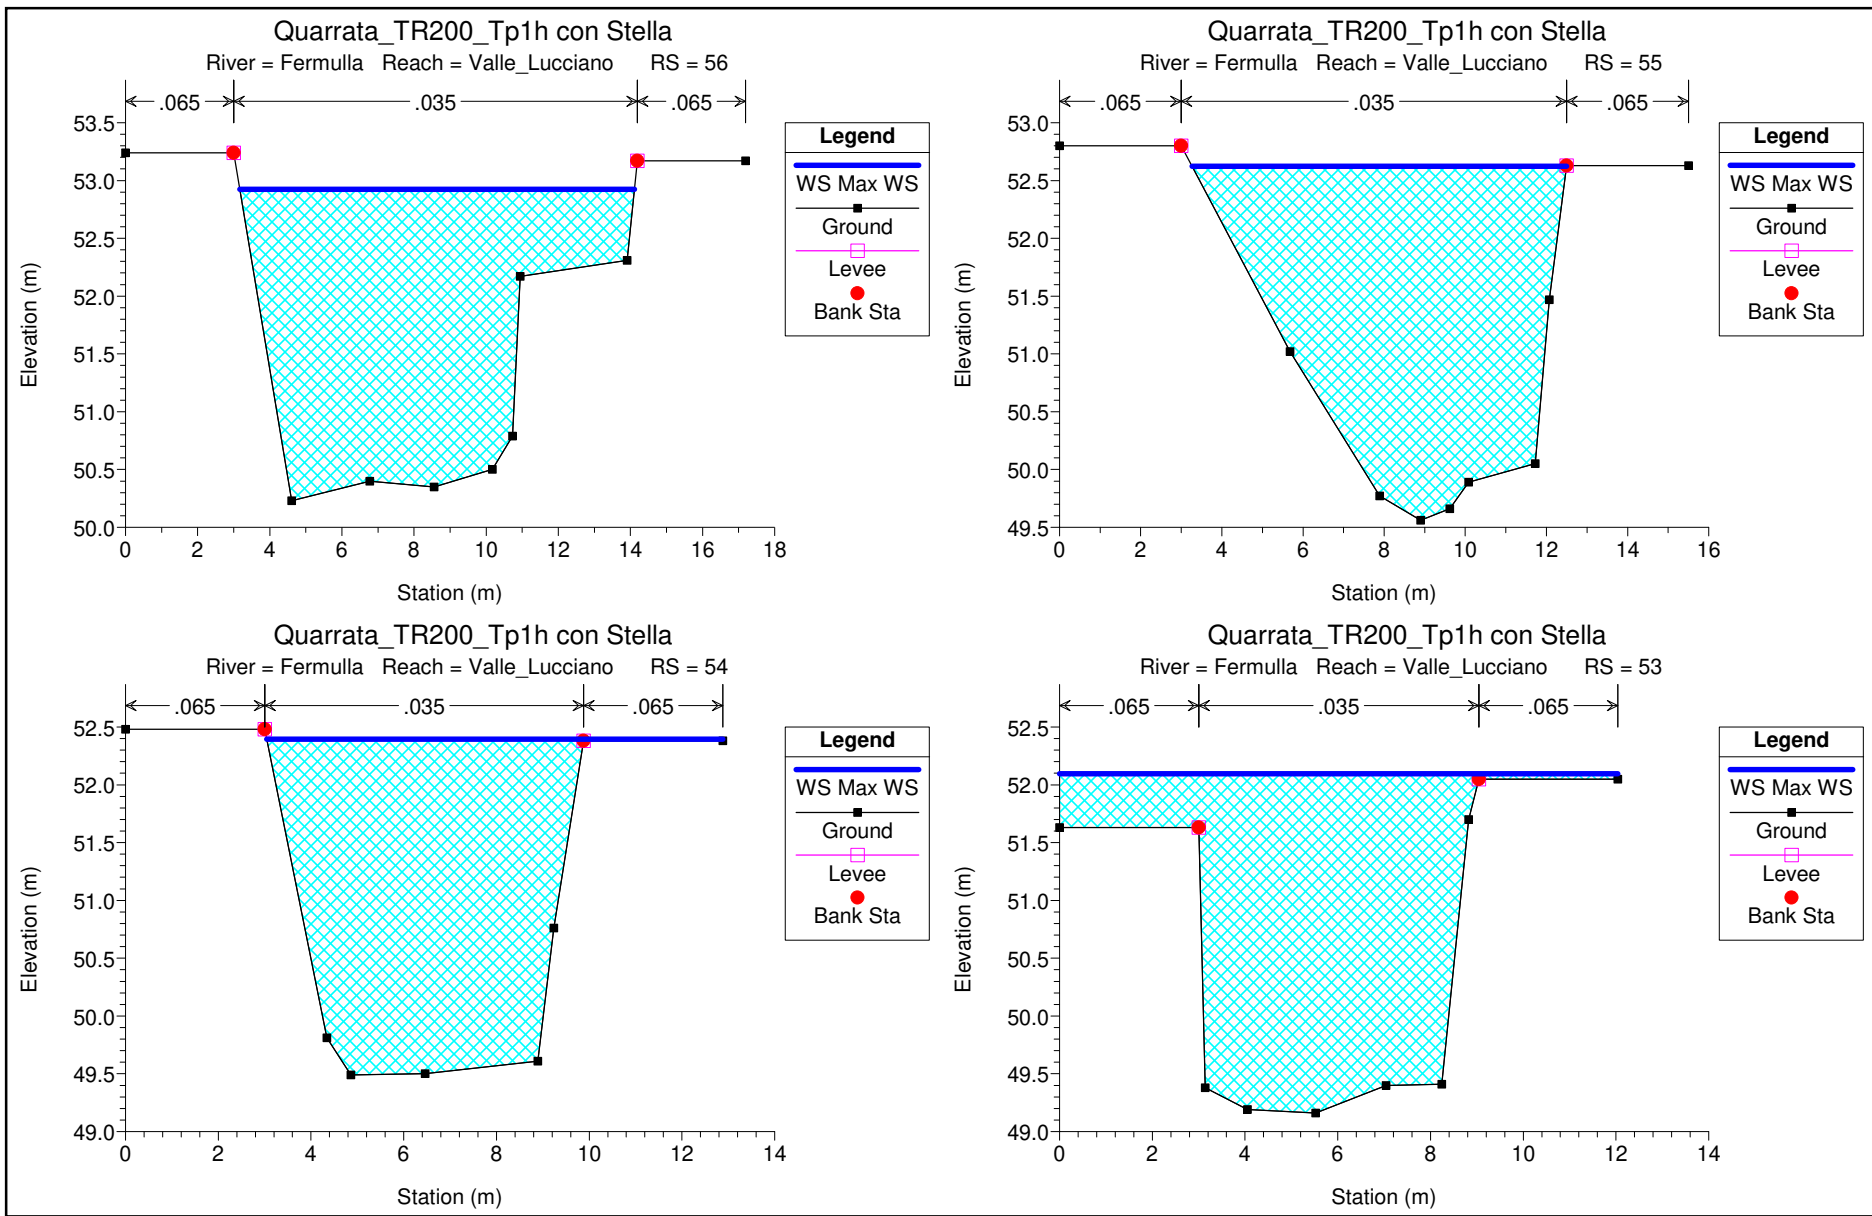 Quarrata_TR200_Tp1h con Stella
River = Fermulla Reach = Valle_Lucciano RS = 56
.065 .035 .065
53.5
53.0
52.5
52.0
51.5
51.0
50.5
50.0
Elevation (m)
0 2 4 6 8 10 12 14 16 18
Station (m)
Legend
WS Max WS
Ground
Levee
Bank Sta
Quarrata_TR200_Tp1h con Stella
River = Fermulla Reach = Valle_Lucciano RS = 55
.065 .035 .065
53.0
52.5
52.0
51.5
51.0
50.5
50.0
49.5
Elevation (m)
0 2 4 6 8 10 12 14 16
Station (m)
Legend
WS Max WS
Ground
Levee
Bank Sta
Quarrata_TR200_Tp1h con Stella
River = Fermulla Reach = Valle_Lucciano RS = 54
.065 .035 .065
52.5
52.0
51.5
51.0
50.5
50.0
49.5
49.0
Elevation (m)
0 2 4 6 8 10 12 14
Station (m)
Legend
WS Max WS
Ground
Levee
Bank Sta
Quarrata_TR200_Tp1h con Stella
River = Fermulla Reach = Valle_Lucciano RS = 53
.065 .035 .065
52.5
52.0
51.5
51.0
50.5
50.0
49.5
49.0
Elevation (m)
0 2 4 6 8 10 12 14
Station (m)
Legend
WS Max WS
Ground
Levee
Bank Sta